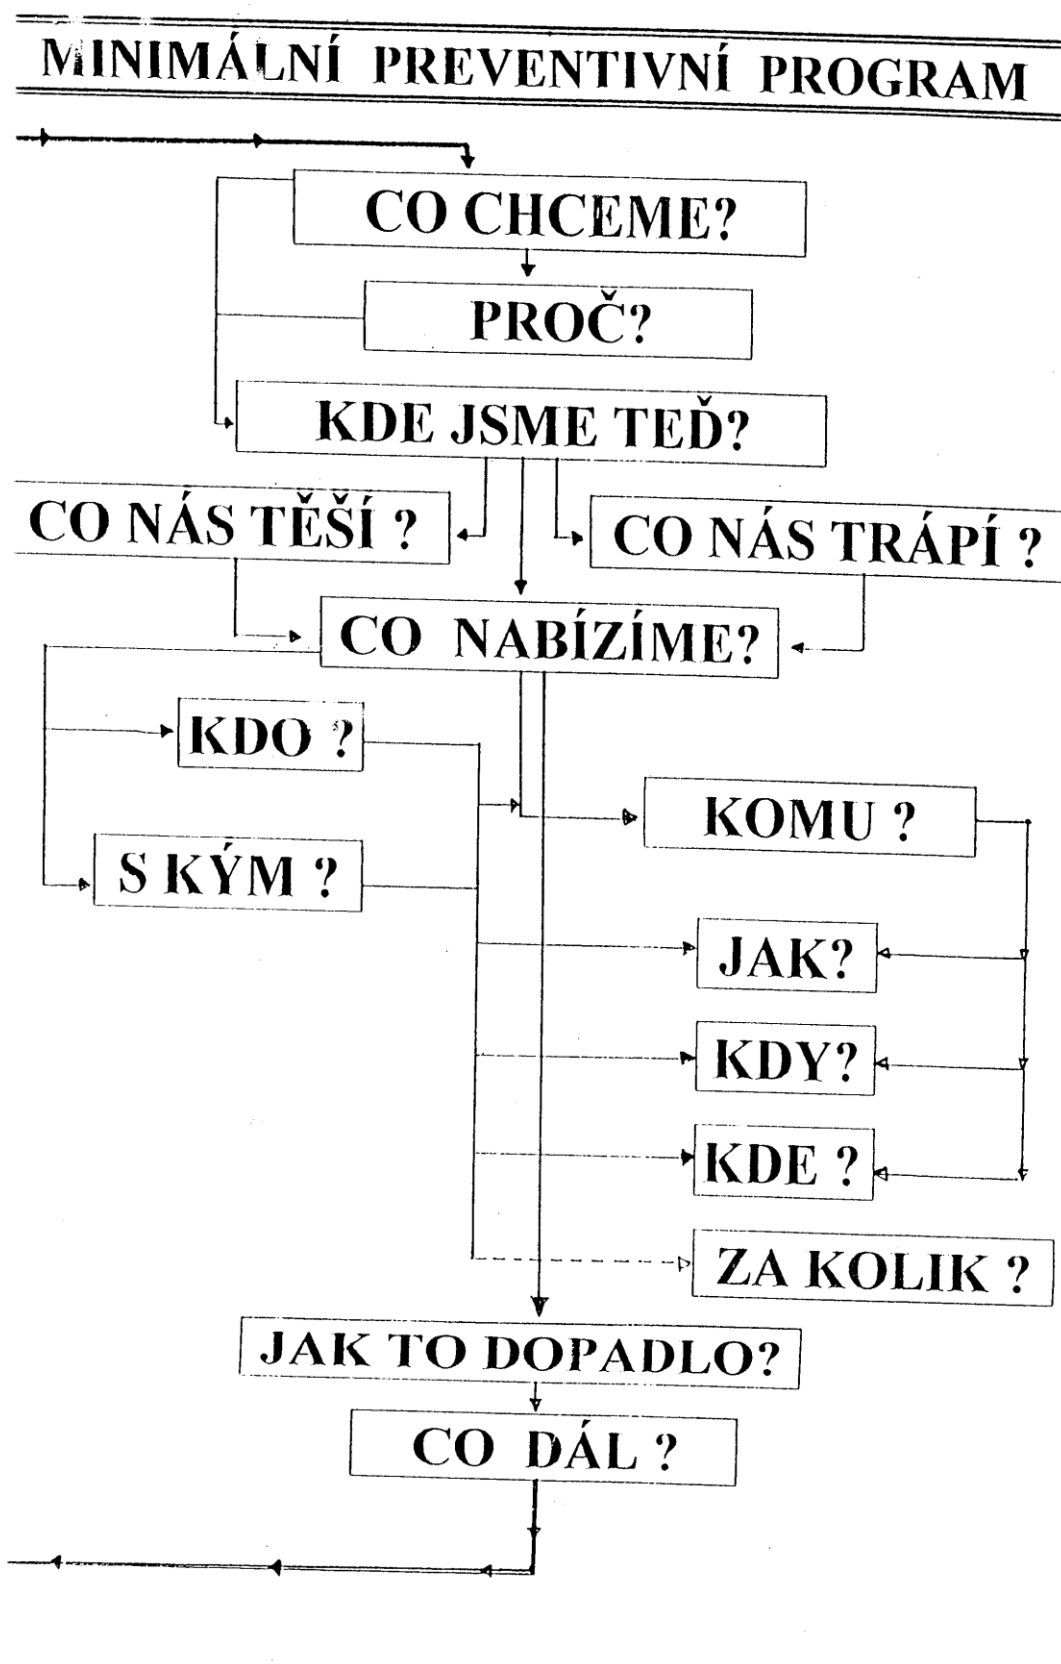 MINIMÁLNÍ PREVENTIVNÍ PROGRAM
CO CHCEME?
PROČ?
KDE JSME TEĎ?
CO NÁS TĚŠÍ ?
CO NÁS TRÁPÍ ?
CO NABÍZÍME?
KDO ?
KOMU ?
S KÝM ?
JAK?
KDY?
KDE ?
ZA KOLIK ?
JAK TO DOPADLO?
CO DÁL ?